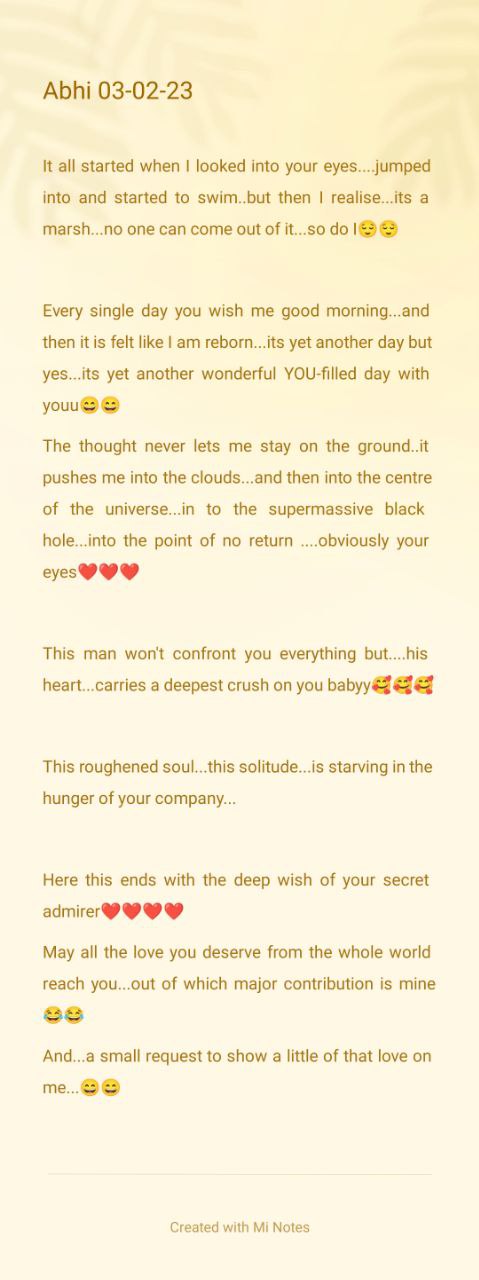 Abhi 03-02-23
It all started when I looked into your eyes....jumped
into and started to swim..but then I realise...its a
marsh...no one can come out of it...so do I😌😌
Every single day you wish me good morning...and
then it is felt like I am reborn...its yet another day but
yes...its yet another wonderful YOU-filled day with
youu😄😄
The thought never lets me stay on the ground..it
pushes me into the clouds...and then into the centre
of the universe...in to the supermassive black
hole...into the point of no return ....obviously your
eyes❤️❤️❤️
This man won't confront you everything but....his
heart...carries a deepest crush on you babyy🥰🥰🥰
This roughened soul...this solitude...is starving in the
hunger of your company...
Here this ends with the deep wish of your secret
admirer❤️❤️❤️❤️
May all the love you deserve from the whole world
reach you...out of which major contribution is mine
😂😂
And...a small request to show a little of that love on
me...😄😄
Created with Mi Notes